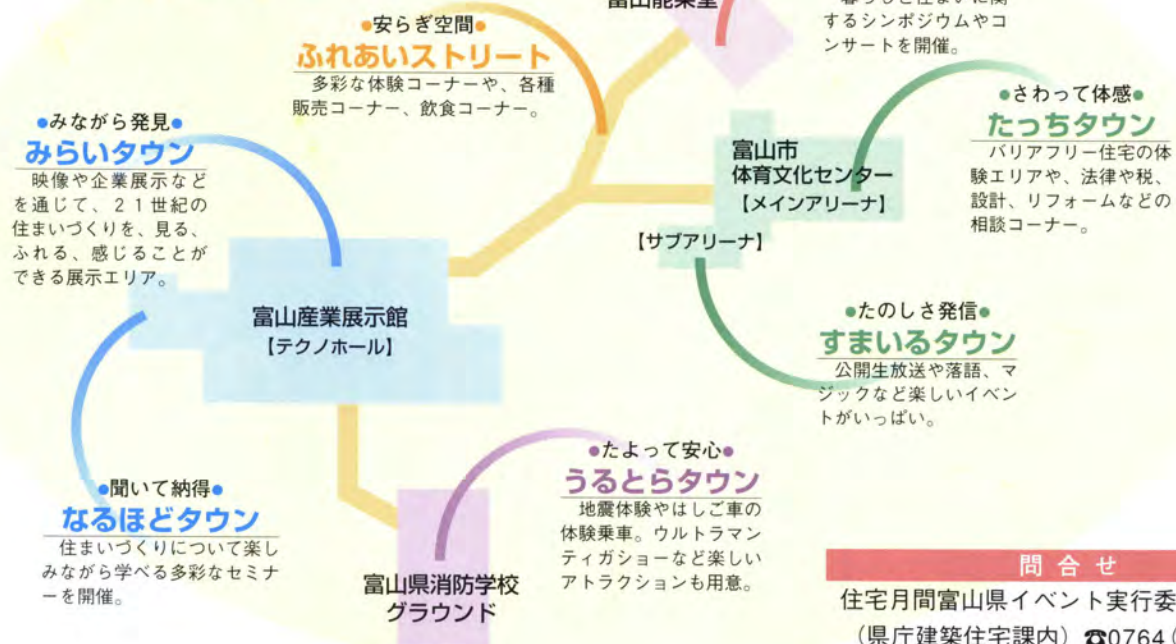 富山能楽堂
するシンポジウムやコ
ンサートを開催。
●安らぎ空間●
ふれあいストリート
多彩な体験コーナーや、各種
販売コーナー、飲食コーナー。
●みながら発見●
みらいタウン
映像や企業展示など
を通じて、21世紀の
住まいづくりを、見る、
ふれる、感じることが
できる展示エリア。
富山市
体育文化センター
【メインアリーナ】
【サブアリーナ】
●さわって体感●
たっちタウン
バリアフリー住宅の体
験エリアや、法律や税、
設計、リフォームなどの
相談コーナー。
富山産業展示館
【テクノホール】
●たのしさ発信●
すまいるタウン
公開生放送や落語、マ
ジックなど楽しいイベン
トがいっぱい。
●聞いて納得●
なるほどタウン
住まいづくりについて楽し
みながら学べる多彩なセミナ
ーを開催。
●たよって安心●
うるとらタウン
地震体験やはしご車の
体験乗車。ウルトラマン
ティガショーなど楽しい
アトラクションも用意。
富山県消防学校
グラウンド
問合せ
住宅月間富山県イベント実行委
(県庁建築住宅課内) ☎0764